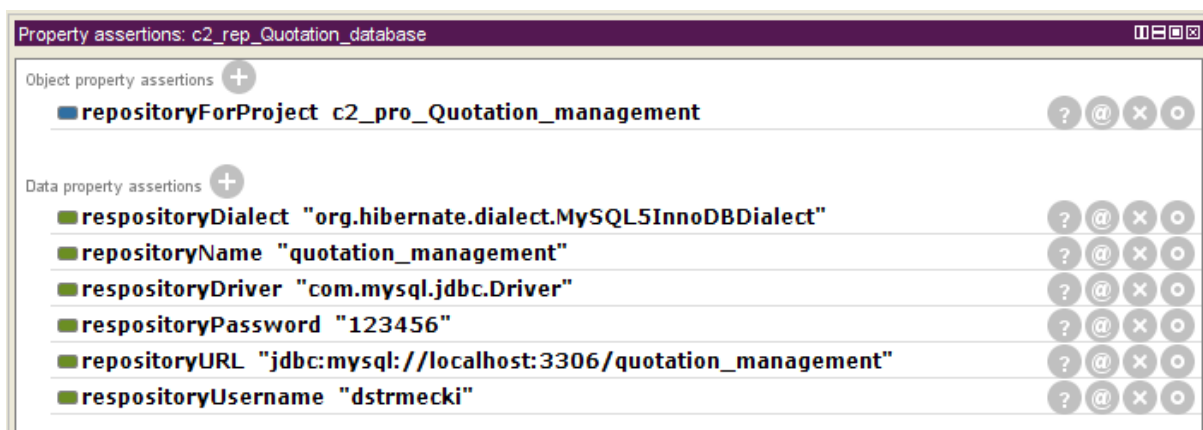 Property assertions: c2_rep_Quotation_database
Object property assertions
repositoryForProject c2_pro_Quotation_management
Data property assertions
respositoryDialect "org.hibernate.dialect.MySQL5InnoDBDialect"
repositoryName "quotation_management"
respositoryDriver "com.mysql.jdbc.Driver"
respositoryPassword "123456"
repositoryURL "jdbc:mysql://localhost:3306/quotation_management"
respositoryUsername "dstrmecki"